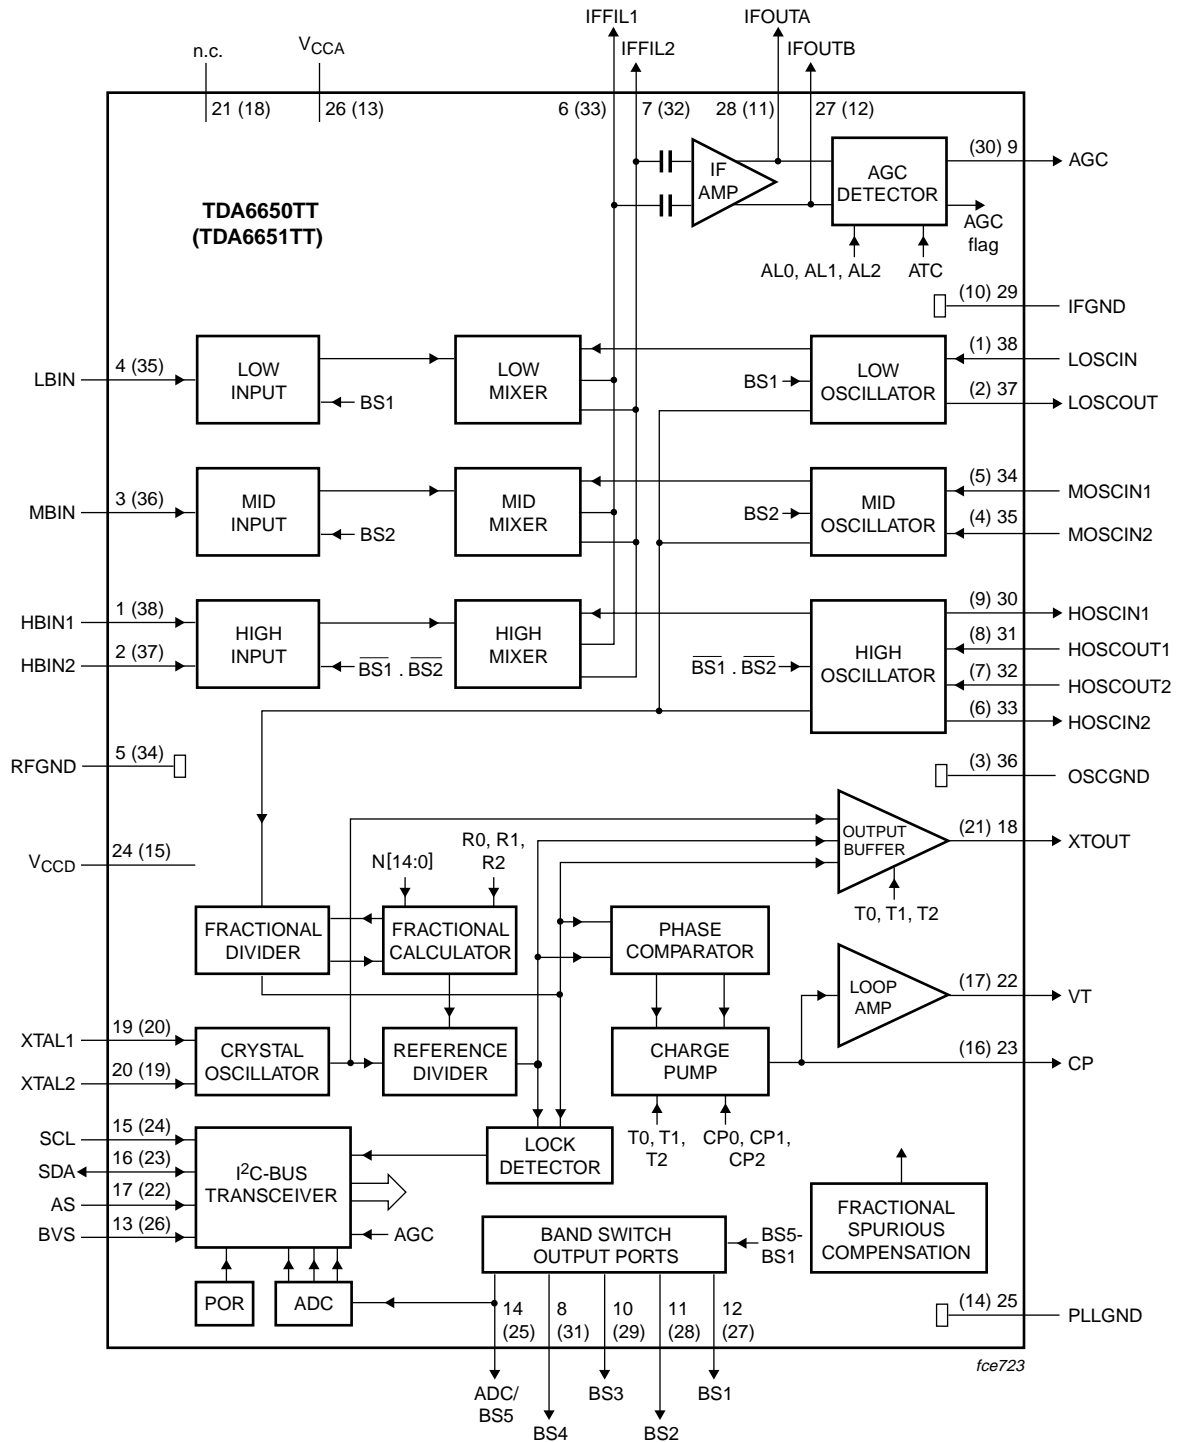 IFFIL1
IFOUTA
n.c.
VCCA
IFFIL2
IFOUTB
21 (18)
26 (13)
6 (33)
7 (32)
28 (11)
27 (12)
(30) 9
AGC
IF
AMP
AGC
DETECTOR
AGC
flag
TDA6650TT
(TDA6651TT)
AL0, AL1, AL2
ATC
(10) 29
IFGND
LBIN
4 (35)
LOW
INPUT
BS1
LOW
MIXER
BS1
LOW
OSCILLATOR
(1) 38
LOSCIN
(2) 37
LOSCOUT
MBIN
3 (36)
MID
INPUT
BS2
MID
MIXER
BS2
MID
OSCILLATOR
(5) 34
MOSCIN1
(4) 35
MOSCIN2
HBIN1
1 (38)
HBIN2
2 (37)
HIGH
INPUT
BS1 . BS2
HIGH
MIXER
BS1 . BS2
HIGH
OSCILLATOR
(9) 30
HOSCIN1
(8) 31
HOSCOUT1
(7) 32
HOSCOUT2
(6) 33
HOSCIN2
RFGND
5 (34)
(3) 36
OSCGND
VCCD
24 (15)
N[14:0]
R0, R1,
R2
OUTPUT
BUFFER
(21) 18
XTOUT
T0, T1, T2
FRACTIONAL
DIVIDER
FRACTIONAL
CALCULATOR
PHASE
COMPARATOR
LOOP
AMP
(17) 22
VT
XTAL1
19 (20)
XTAL2
20 (19)
CRYSTAL
OSCILLATOR
REFERENCE
DIVIDER
CHARGE
PUMP
(16) 23
CP
T0, T1,
T2
CP0, CP1,
CP2
SCL
15 (24)
SDA
16 (23)
AS
17 (22)
BVS
13 (26)
I2C-BUS
TRANSCEIVER
LOCK
DETECTOR
AGC
BAND SWITCH
OUTPUT PORTS
BS5-
BS1
FRACTIONAL
SPURIOUS
COMPENSATION
POR
ADC
14
(25)
8
(31)
10
(29)
11
(28)
12
(27)
(14) 25
PLLGND
fce723
ADC/
BS5
BS4
BS3
BS2
BS1